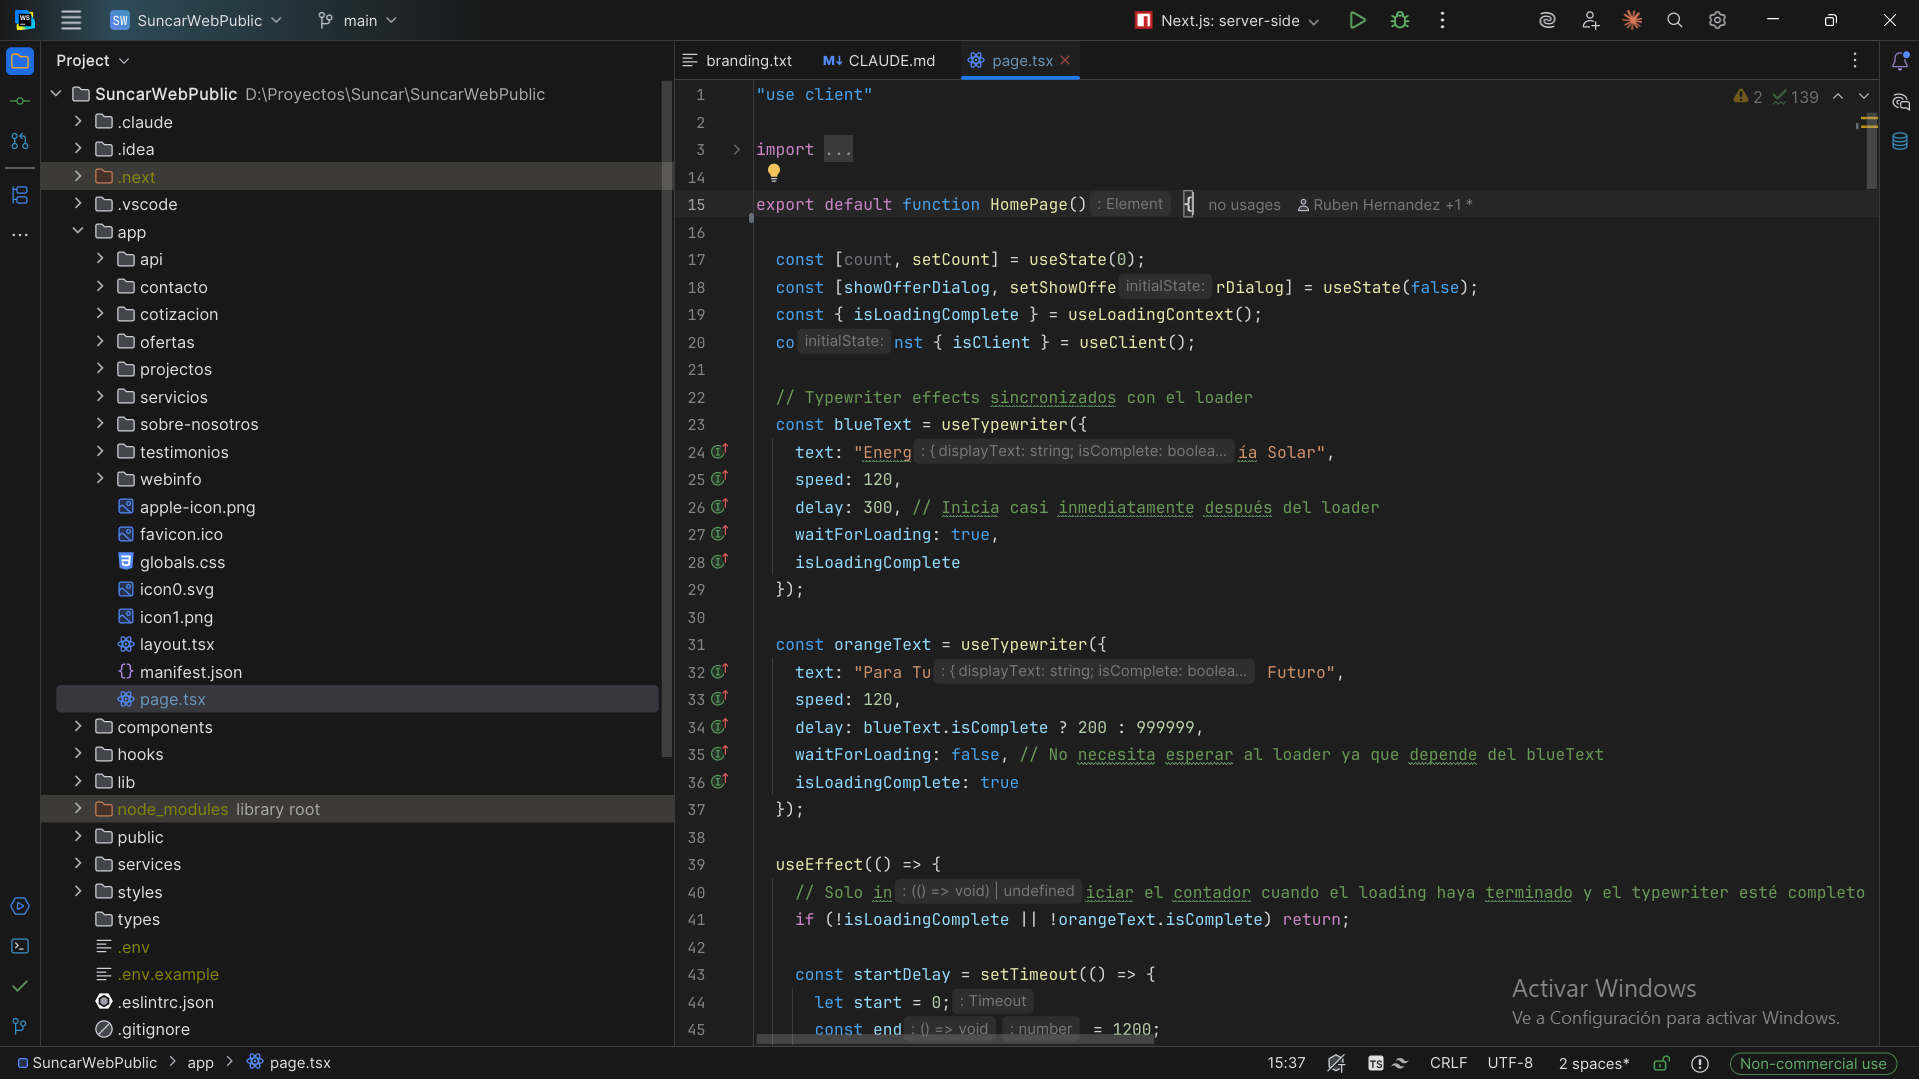 WS
SW SuncarWebPublic
main
Next.js: server-side
Project
branding.txt
M↓ CLAUDE.md
page.tsx
SuncarWebPublic D:\Proyectos\Suncar\SuncarWebPublic
.claude
.idea
.next
.vscode
app
api
contacto
cotizacion
ofertas
projectos
servicios
sobre-nosotros
testimonios
webinfo
apple-icon.png
favicon.ico
globals.css
icon0.svg
icon1.png
layout.tsx
manifest.json
page.tsx
components
hooks
lib
node_modules library root
public
services
styles
types
.env
.env.example
.eslintrc.json
.gitignore
2 139
1 "use client"
2
3 import ...
14
15 export default function HomePage() : Element { no usages Ruben Hernandez +1 *
16
17 const [count, setCount] = useState(0);
18 const [showOfferDialog, setShowOffe initialState: rDialog] = useState(false);
19 const { isLoadingComplete } = useLoadingContext();
20 co initialState: nst { isClient } = useClient();
21
22 // Typewriter effects sincronizados con el loader
23 const blueText = useTypewriter({
24 text: "Energ : { displayText: string; isComplete: boolea... ía Solar",
25 speed: 120,
26 delay: 300, // Inicia casi inmediatamente después del loader
27 waitForLoading: true,
28 isLoadingComplete
29 });
30
31 const orangeText = useTypewriter({
32 text: "Para Tu : { displayText: string; isComplete: boolea... Futuro",
33 speed: 120,
34 delay: blueText.isComplete ? 200 : 999999,
35 waitForLoading: false, // No necesita esperar al loader ya que depende del blueText
36 isLoadingComplete: true
37 });
38
39 useEffect(() => {
40 // Solo in : (() => void) | undefined iciar el contador cuando el loading haya terminado y el typewriter esté completo
41 if (!isLoadingComplete || !orangeText.isComplete) return;
42
43 const startDelay = setTimeout(() => {
44 let start = 0; : Timeout
45 const end : () => void : number = 1200;
Activar Windows
Ve a Configuración para activar Windows.
SuncarWebPublic > app > page.tsx
15:37
TS
CRLF
UTF-8
2 spaces*
Non-commercial use